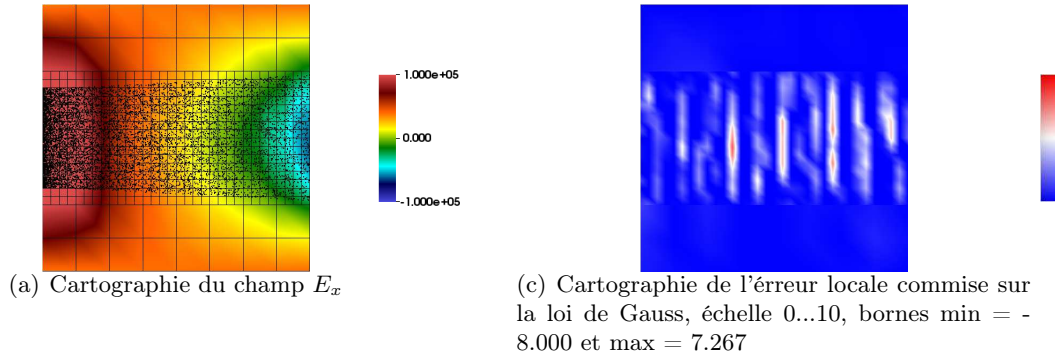 1.000e+05
0.000
-1.000e+05
(a) Cartographie du champ Eₓ
(c) Cartographie de l'érreur locale commise sur
la loi de Gauss, échelle 0...10, bornes min = -
8.000 et max = 7.267